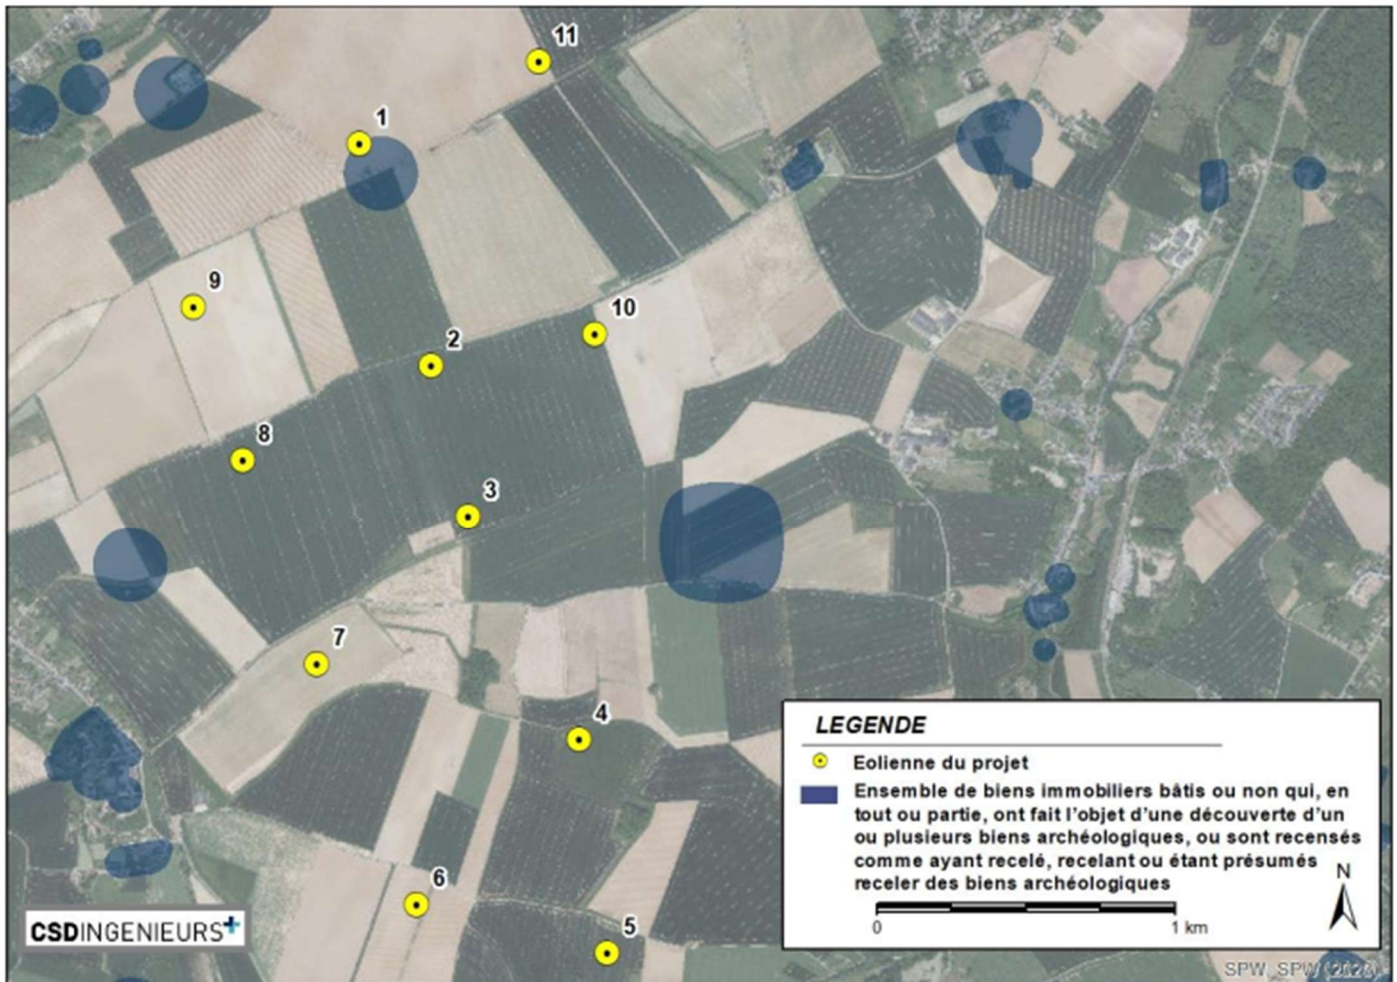 11
1
9
10
2
8
3
7
4
6
5
LEGENDE
Eolienne du projet
Ensemble de biens immobiliers bâtis ou non qui, en
tout ou partie, ont fait l'objet d'une découverte d'un
ou plusieurs biens archéologiques, ou sont recensés
comme ayant recelé, recelant ou étant présumés
receler des biens archéologiques
N
0 1 km
CSDINGENIEURS+
SPW, SPW (2020)